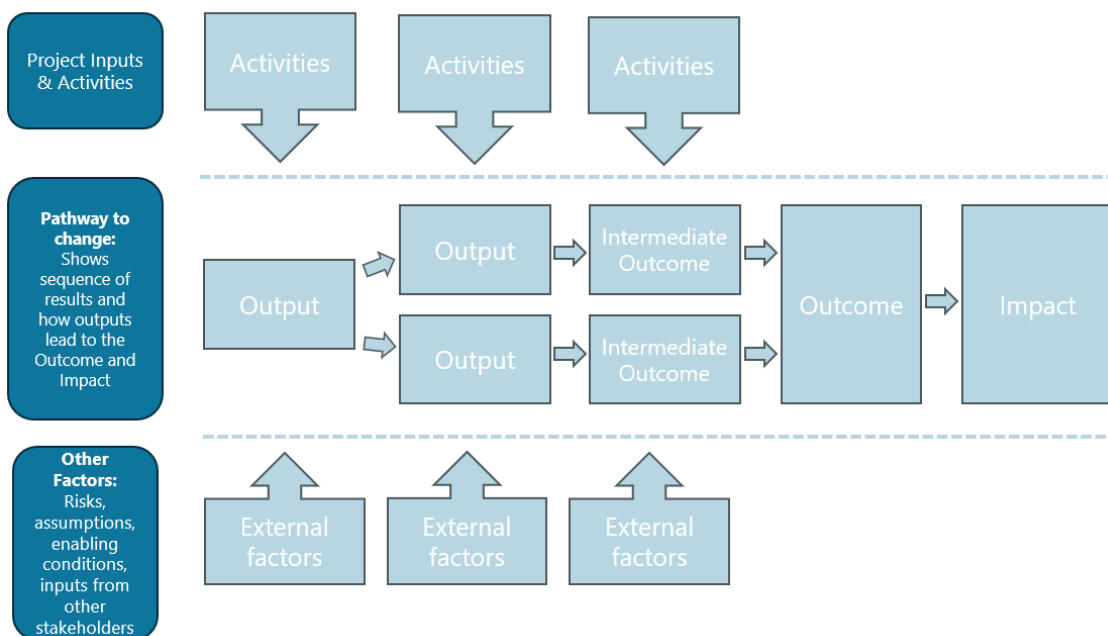 Project Inputs
& Activities
Activities
Activities
Activities
Pathway to
change:
Shows
sequence of
results and
how outputs
lead to the
Outcome and
Impact
Output
Output
Output
Intermediate
Outcome
Intermediate
Outcome
Outcome
Impact
Other
Factors:
Risks,
assumptions,
enabling
conditions,
inputs from
other
stakeholders
External
factors
External
factors
External
factors